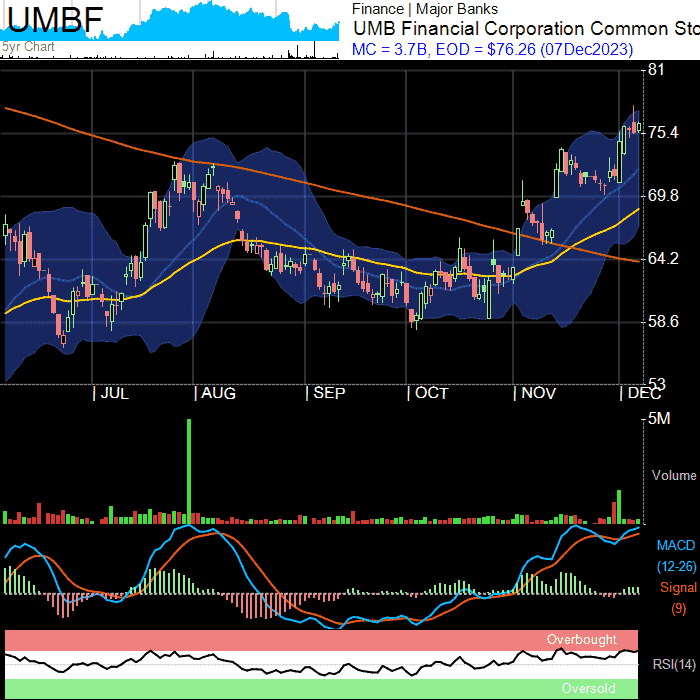 UMBF
5yr Chart
Finance | Major Banks
UMB Financial Corporation Common Sto
MC = 3.7B, EOD = $76.26 (07Dec2023)
81
75.4
69.8
64.2
58.6
53
| JUL | AUG | SEP | OCT | NOV | DEC
5M
Volume
MACD
(12-26)
Signal
(9)
Overbought
RSI(14)
Oversold